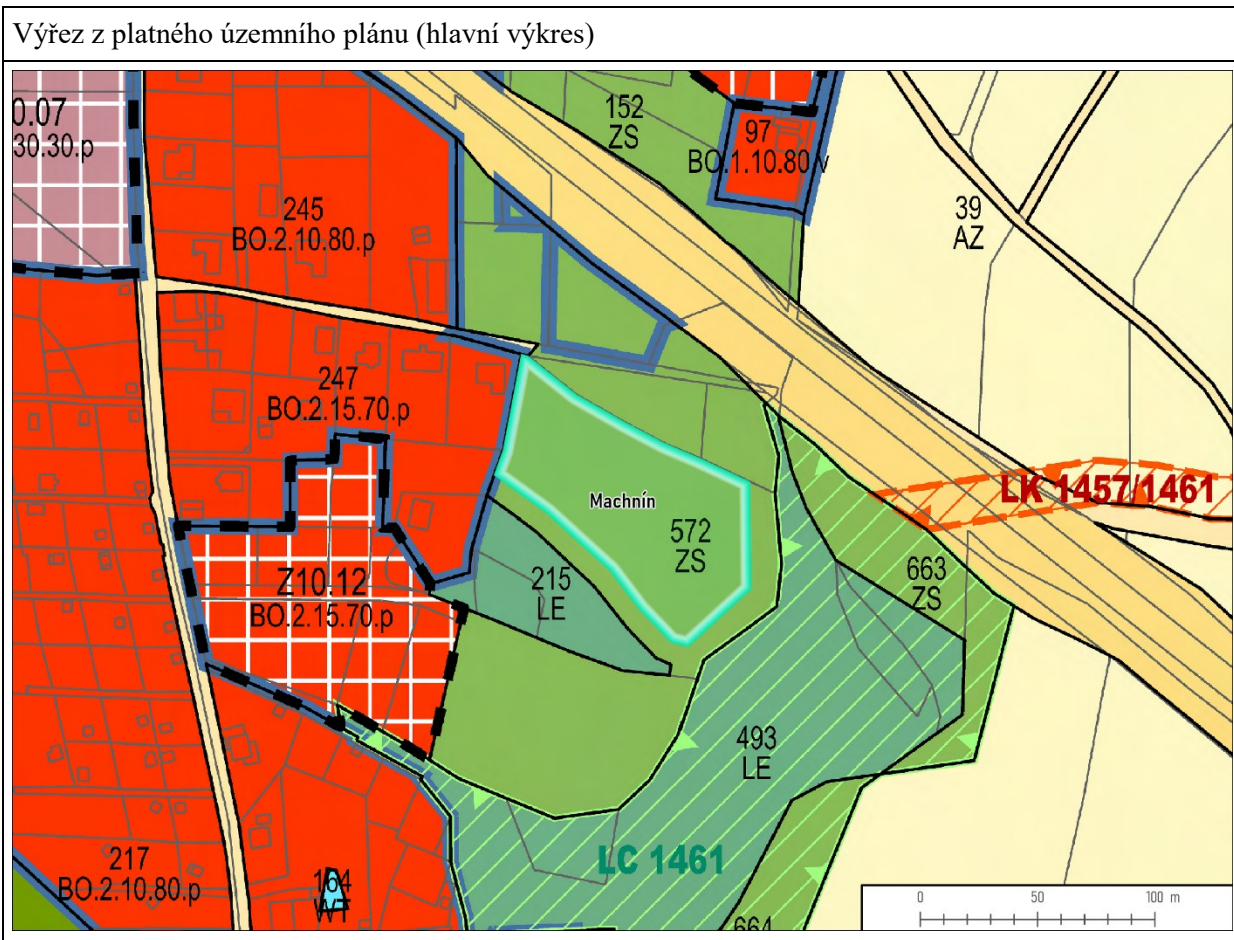 Výřez z platného územního plánu (hlavní výkres)
0.07
30.30.p
152
ZS
97
BO.1.10.80.v
39
AZ
245
BO.2.10.80.p
247
BO.2.15.70.p
LK 1457/1461
Machnín
572
ZS
215
LE
663
ZS
Z10.12
BO.2.15.70.p
493
LE
LC 1461
217
BO.2.10.80.p
164
WT
664
0 50 100 m